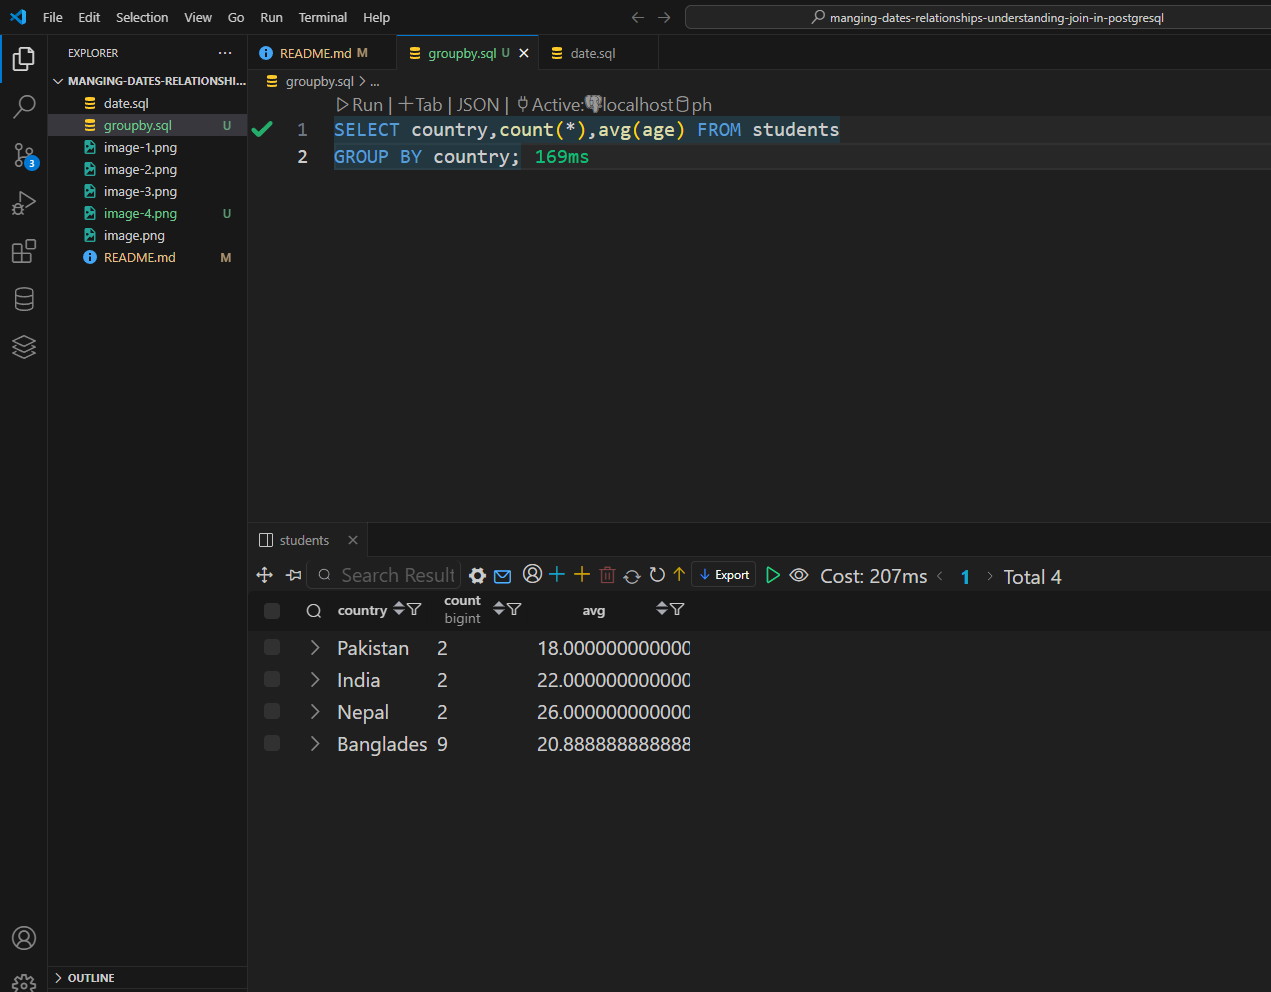 File Edit Selection View Go Run Terminal Help
manging-dates-relationships-understanding-join-in-postgresql
EXPLORER ...
MANGING-DATES-RELATIONSHI...
date.sql
groupby.sql U
image-1.png
image-2.png
image-3.png
image-4.png U
image.png
README.md M
3
OUTLINE
README.md M
groupby.sql U
date.sql
groupby.sql > ...
Run | +Tab | JSON | Active: localhost ph
1 SELECT country,count(*),avg(age) FROM students
2 GROUP BY country; 169ms
students
Search Result
Export
Cost: 207ms
< 1 > Total 4
country count avg
bigint
Pakistan 2 18.000000000000
India 2 22.000000000000
Nepal 2 26.000000000000
Banglades 9 20.888888888888